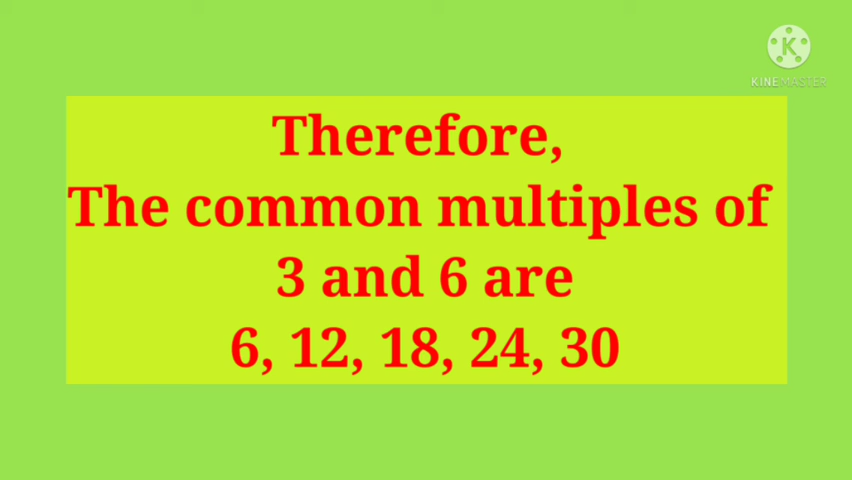 K
KINEMASTER
Therefore,
The common multiples of
3 and 6 are
6, 12, 18, 24, 30